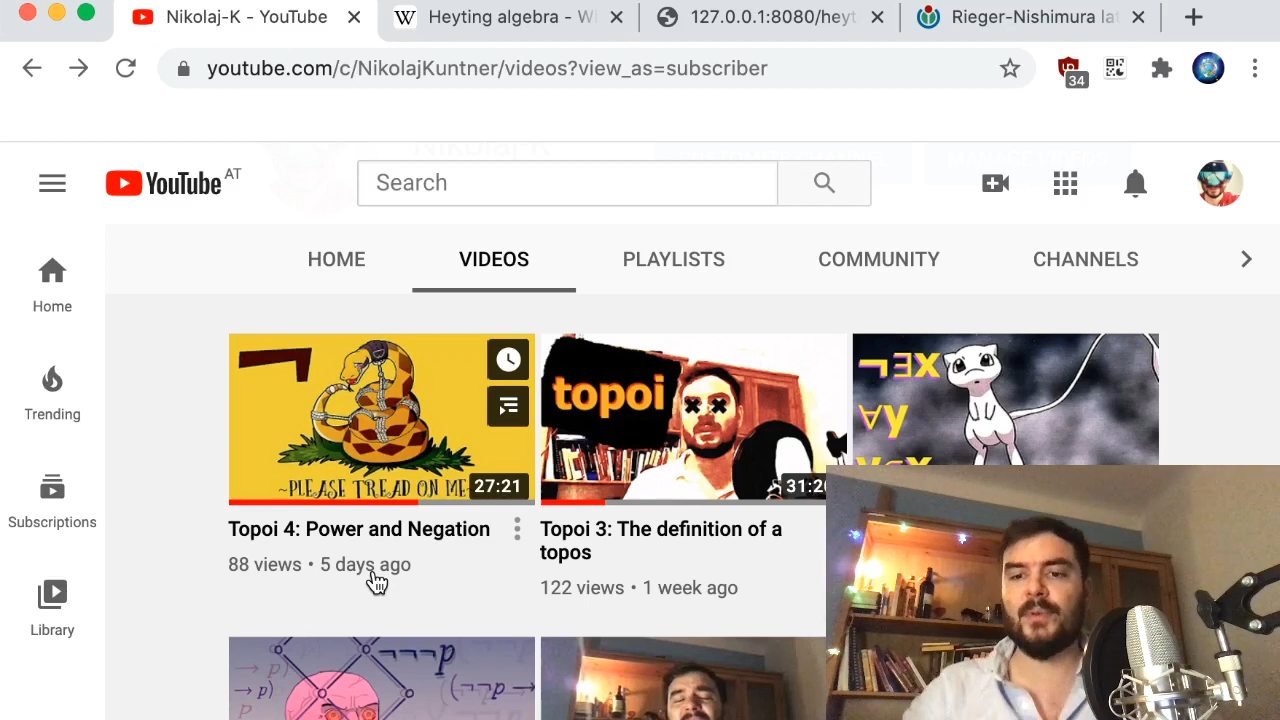 Nikolaj-K - YouTube
Heyting algebra - Wi
127.0.0.1:8080/heyt
Rieger-Nishimura la
youtube.com/c/NikolajKuntner/videos?view_as=subscriber
34
YouTube AT
Search
HOME
VIDEOS
PLAYLISTS
COMMUNITY
CHANNELS
Home
Trending
Subscriptions
Library
¬
~PLEASE TREAD ON ME
27:21
topoi
31:20
¬∃x
∀y
Topoi 4: Power and Negation
88 views • 5 days ago
Topoi 3: The definition of a
topos
122 views • 1 week ago
¬¬¬p
→ p)
→ p)
(¬p